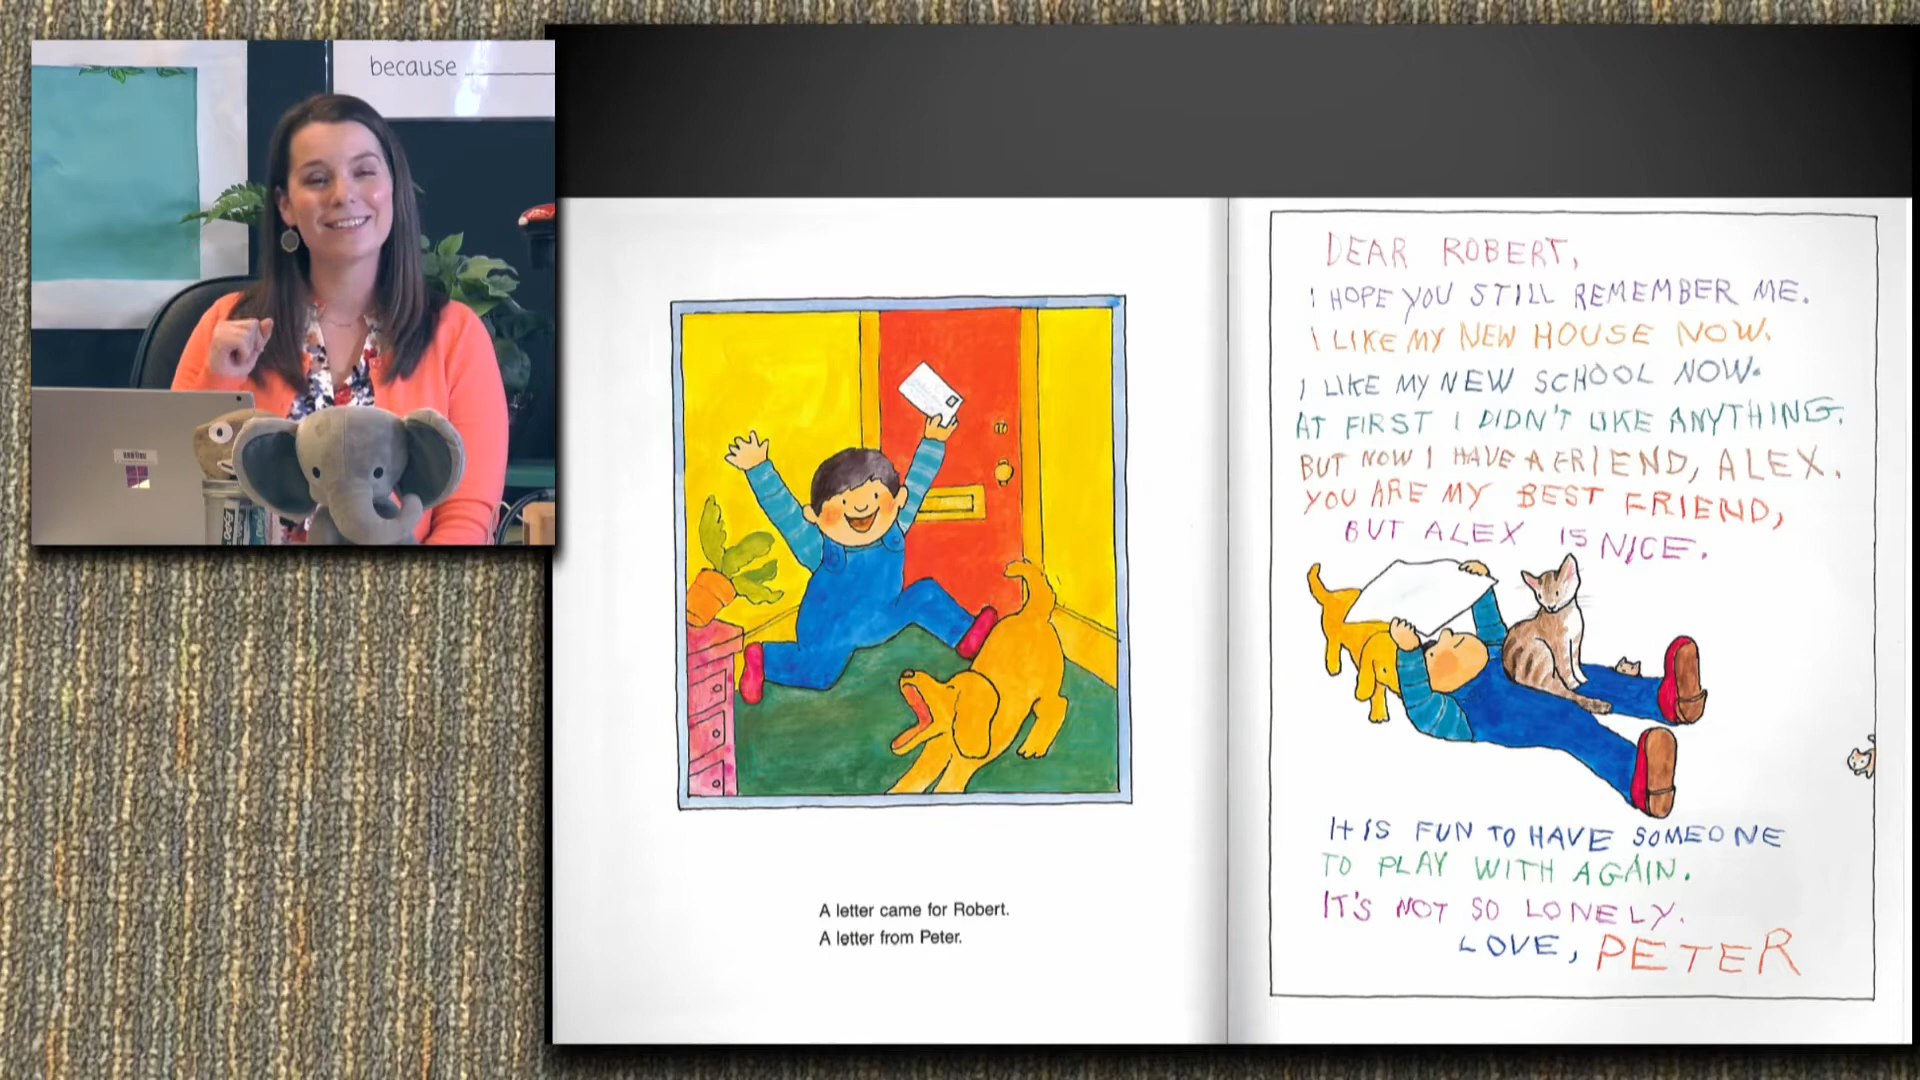 because
A letter came for Robert.
A letter from Peter.
DEAR ROBERT,
I HOPE YOU STILL REMEMBER ME.
I LIKE MY NEW HOUSE NOW.
I LIKE MY NEW SCHOOL NOW.
AT FIRST I DIDN'T LIKE ANYTHING.
BUT NOW I HAVE A FRIEND, ALEX.
YOU ARE MY BEST FRIEND,
BUT ALEX IS NICE.
It IS FUN TO HAVE SOMEONE
TO PLAY WITH AGAIN.
IT'S NOT SO LONELY.
LOVE, PETER